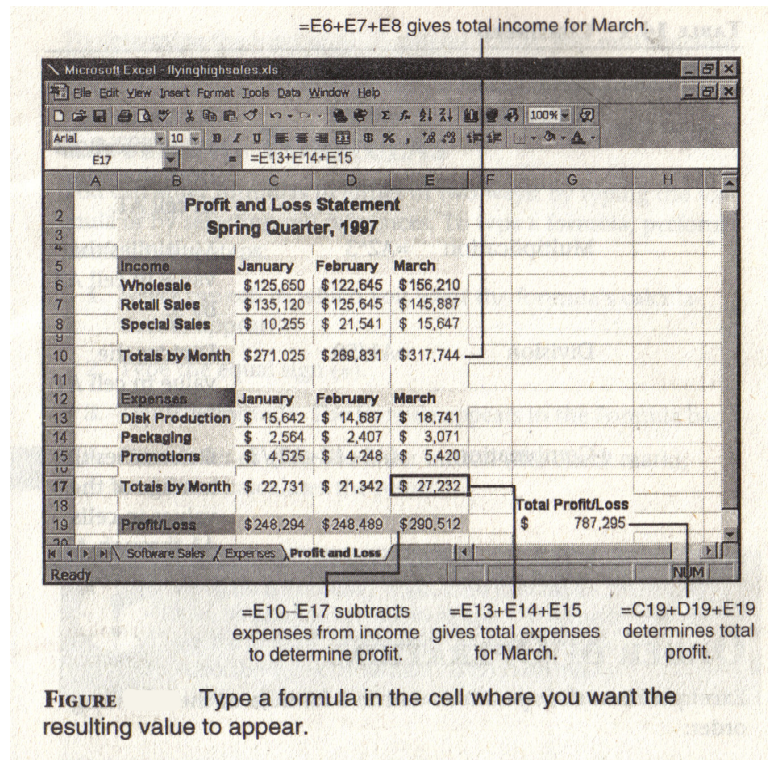 =E6+E7+E8 gives total income for March.
Microsoft Excel - flyinghighsales.xls
File Edit View Insert Format Tools Data Window Help
100%
Arial 10 B I U $ % ,
E17 = =E13+E14+E15
A B C D E F G H
2 Profit and Loss Statement
3 Spring Quarter, 1997
4
5 Income January February March
6 Wholesale $125,650 $122,645 $156,210
7 Retail Sales $135,120 $125,645 $145,887
8 Special Sales $ 10,255 $ 21,541 $ 15,647
9
10 Totals by Month $271,025 $269,831 $317,744
11
12 Expenses January February March
13 Disk Production $ 15,642 $ 14,687 $ 18,741
14 Packaging $ 2,564 $ 2,407 $ 3,071
15 Promotions $ 4,525 $ 4,248 $ 5,420
16
17 Totals by Month $ 22,731 $ 21,342 $ 27,232
18 Total Profit/Loss
19 Profit/Loss $248,294 $248,489 $290,512 $ 787,295
20
Software Sales Expenses Profit and Loss
Ready NUM
=E10–E17 subtracts =E13+E14+E15 =C19+D19+E19
expenses from income gives total expenses determines total
to determine profit. for March. profit.
FIGURE Type a formula in the cell where you want the
resulting value to appear.